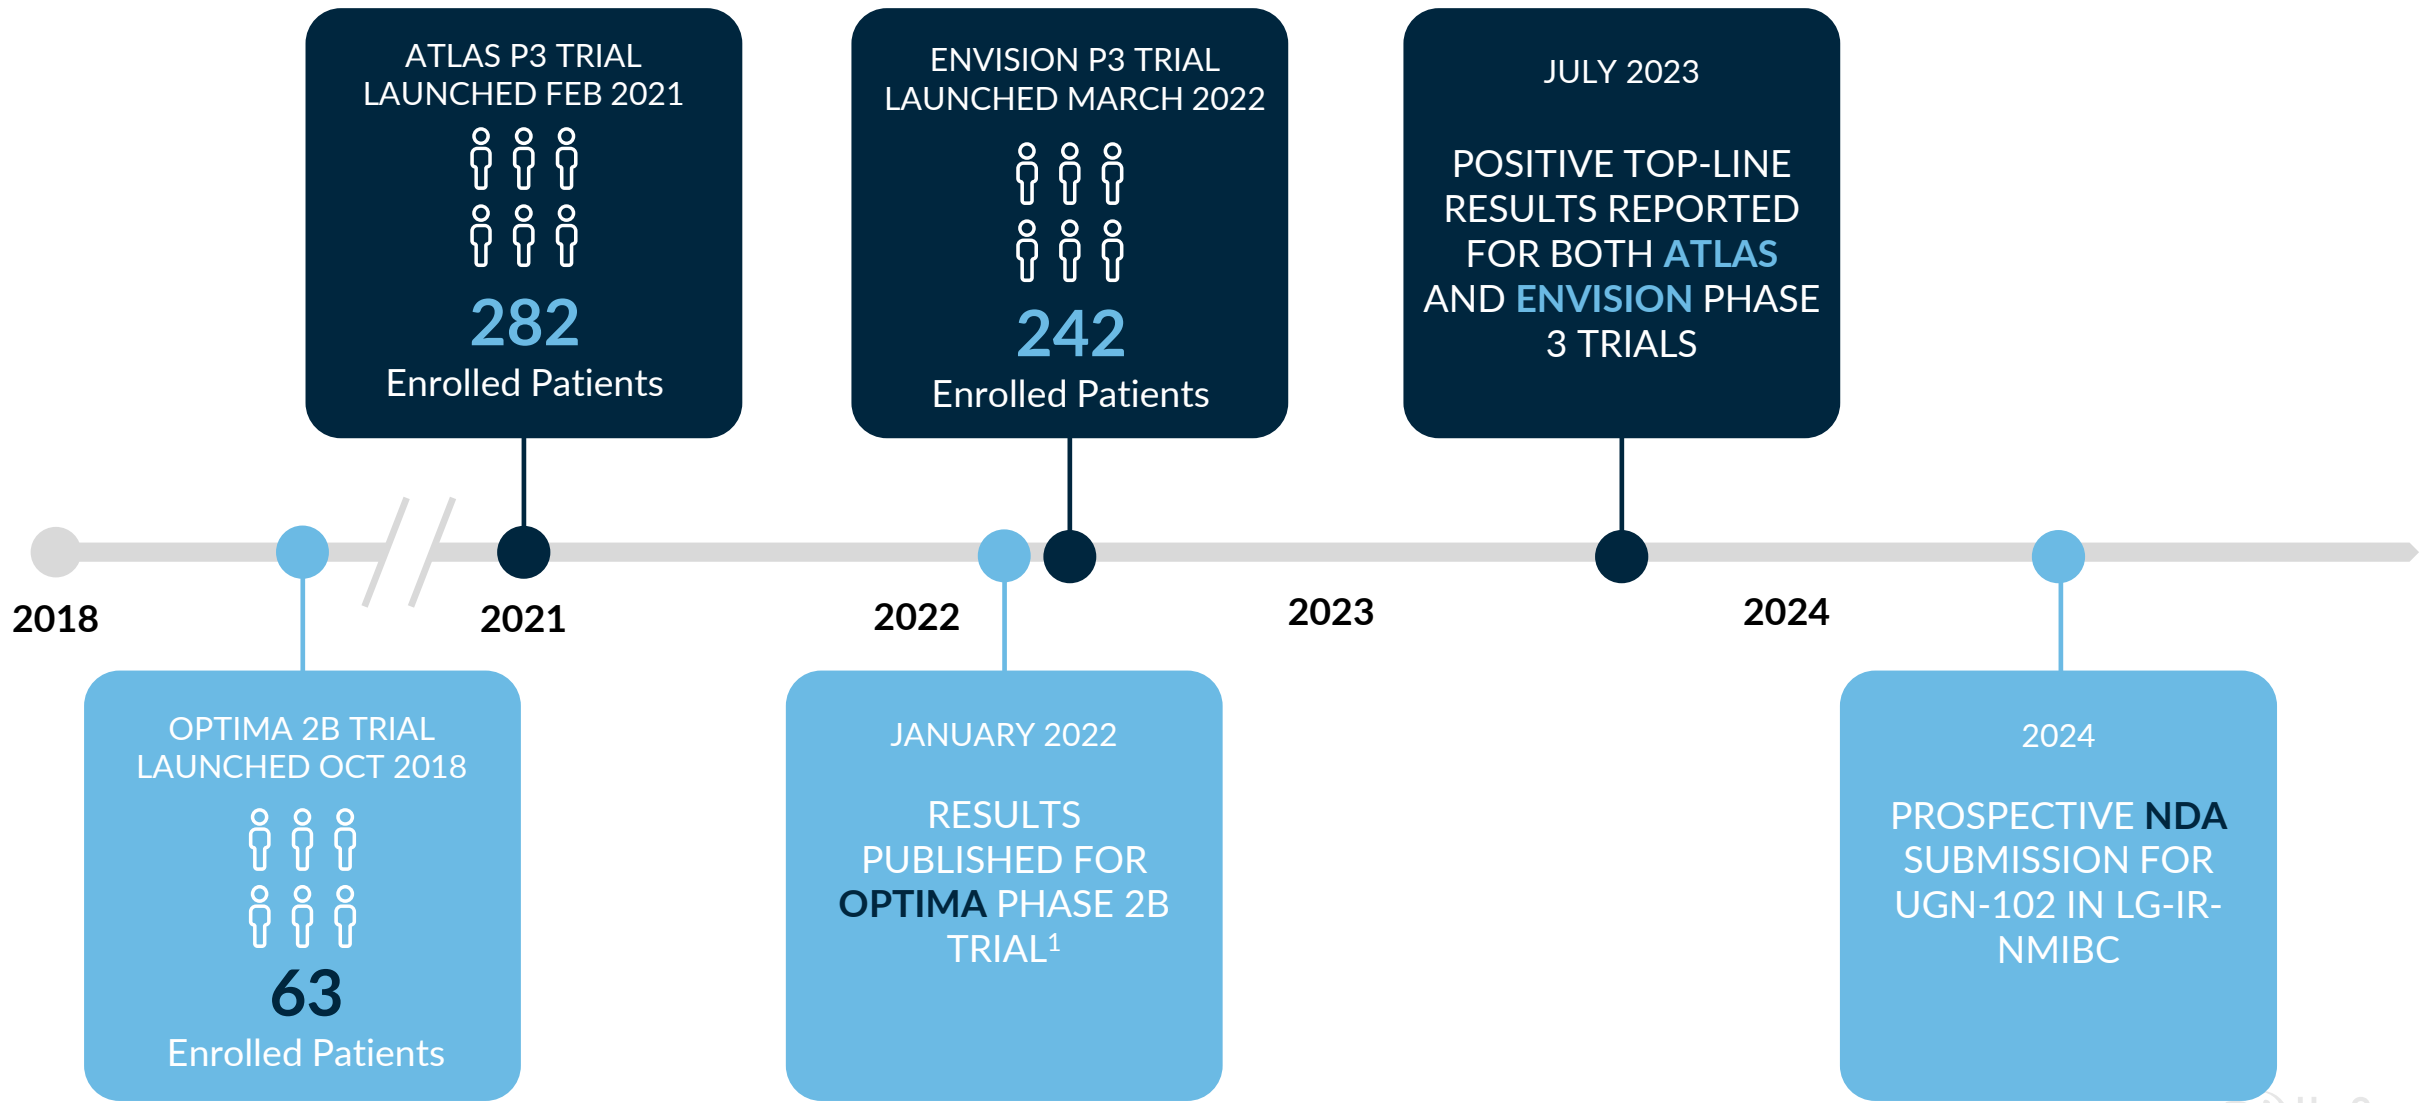 ATLAS P3 TRIAL
LAUNCHED FEB 2021
282
Enrolled Patients
ENVISION P3 TRIAL
LAUNCHED MARCH 2022
242
Enrolled Patients
JULY 2023
POSITIVE TOP-LINE
RESULTS REPORTED
FOR BOTH ATLAS
AND ENVISION PHASE
3 TRIALS
2018
2021
2022
2023
2024
OPTIMA 2B TRIAL
LAUNCHED OCT 2018
63
Enrolled Patients
JANUARY 2022
RESULTS
PUBLISHED FOR
OPTIMA PHASE 2B
TRIAL¹
2024
PROSPECTIVE NDA
SUBMISSION FOR
UGN-102 IN LG-IR-
NMIBC